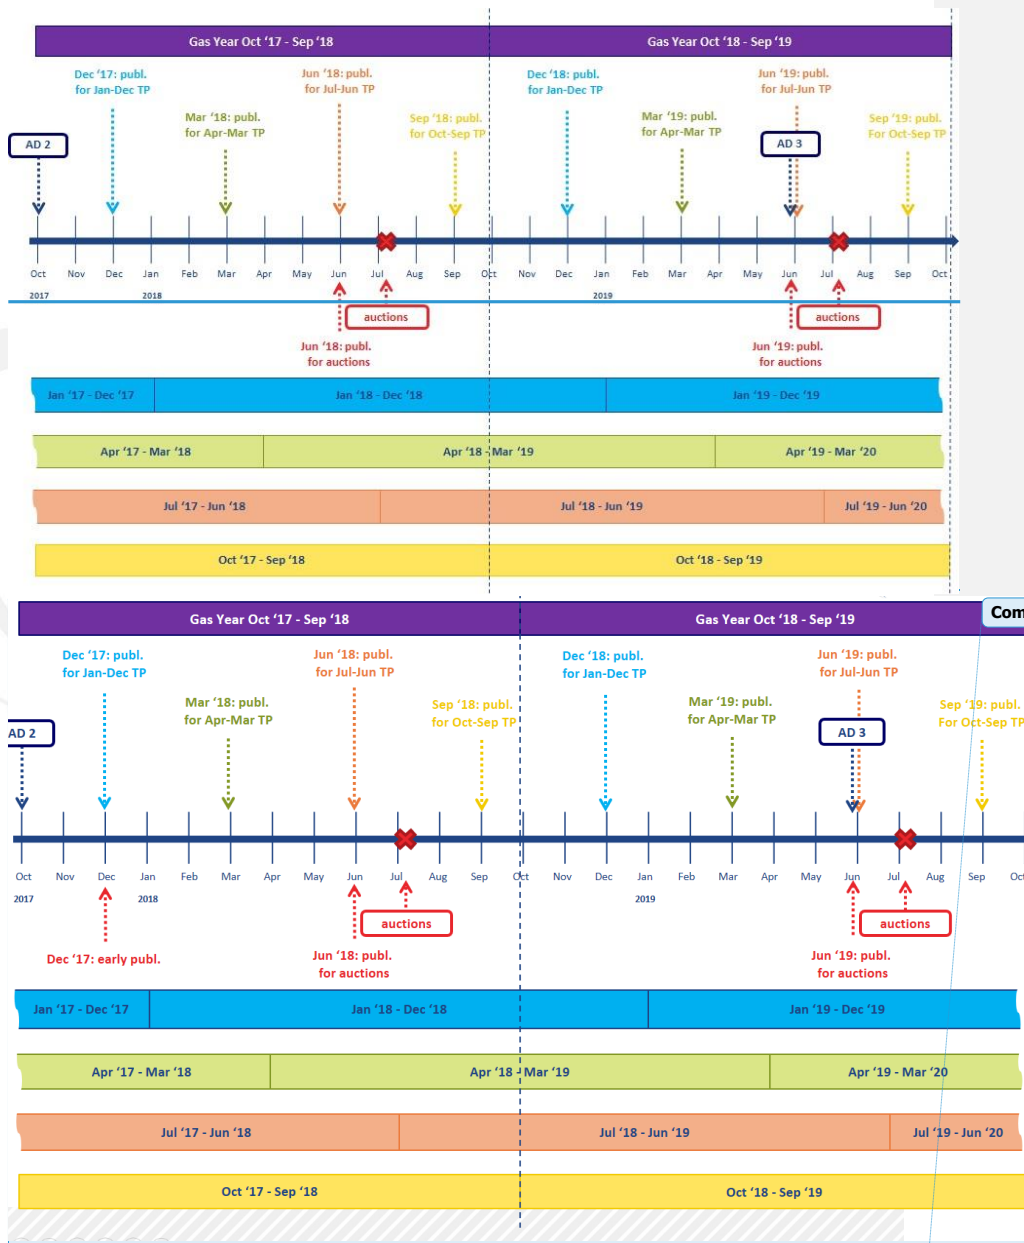 Gas Year Oct ‘17 - Sep ‘18
Gas Year Oct ‘18 - Sep ‘19
Dec ‘17: publ.
for Jan-Dec TP
Jun ‘18: publ.
for Jul-Jun TP
Dec ‘18: publ.
for Jan-Dec TP
Jun ‘19: publ.
for Jul-Jun TP
Mar ‘18: publ.
for Apr-Mar TP
Sep ‘18: publ.
for Oct-Sep TP
Mar ‘19: publ.
for Apr-Mar TP
Sep ‘19: publ.
For Oct-Sep TP
AD 2
AD 3
Oct Nov Dec Jan Feb Mar Apr May Jun Jul Aug Sep Oct Nov Dec Jan Feb Mar Apr May Jun Jul Aug Sep Oct
2017 2018 2019
auctions
auctions
Jun ‘18: publ.
for auctions
Jun ‘19: publ.
for auctions
Jan ‘17 - Dec ‘17
Jan ‘18 - Dec ‘18
Jan ‘19 - Dec ‘19
Apr ‘17 - Mar ‘18
Apr ‘18 - Mar ‘19
Apr ‘19 - Mar ‘20
Jul ‘17 - Jun ‘18
Jul ‘18 - Jun ‘19
Jul ‘19 - Jun ‘20
Oct ‘17 - Sep ‘18
Oct ‘18 - Sep ‘19
Gas Year Oct ‘17 - Sep ‘18
Gas Year Oct ‘18 - Sep ‘19
Com
Dec ‘17: publ.
for Jan-Dec TP
Jun ‘18: publ.
for Jul-Jun TP
Dec ‘18: publ.
for Jan-Dec TP
Jun ‘19: publ.
for Jul-Jun TP
Mar ‘18: publ.
for Apr-Mar TP
Sep ‘18: publ.
for Oct-Sep TP
Mar ‘19: publ.
for Apr-Mar TP
Sep ‘19: publ.
For Oct-Sep TP
AD 2
AD 3
Oct Nov Dec Jan Feb Mar Apr May Jun Jul Aug Sep Oct Nov Dec Jan Feb Mar Apr May Jun Jul Aug Sep Oct
2017 2018 2019
auctions
auctions
Dec ‘17: early publ.
Jun ‘18: publ.
for auctions
Jun ‘19: publ.
for auctions
Jan ‘17 - Dec ‘17
Jan ‘18 - Dec ‘18
Jan ‘19 - Dec ‘19
Apr ‘17 - Mar ‘18
Apr ‘18 - Mar ‘19
Apr ‘19 - Mar ‘20
Jul ‘17 - Jun ‘18
Jul ‘18 - Jun ‘19
Jul ‘19 - Jun ‘20
Oct ‘17 - Sep ‘18
Oct ‘18 - Sep ‘19